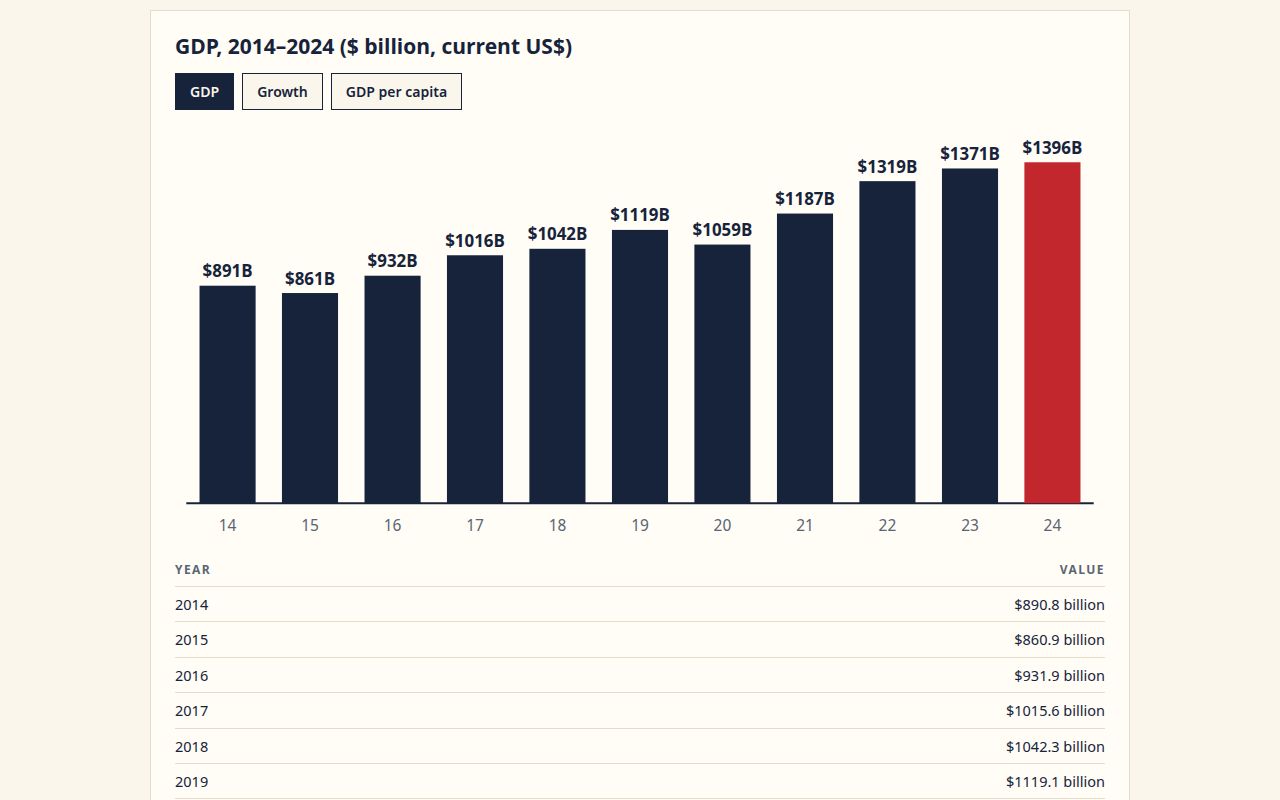 GDP, 2014–2024 ($ billion, current US$)
GDP Growth GDP per capita
$891B $861B $932B $1016B $1042B $1119B $1059B $1187B $1319B $1371B $1396B
14 15 16 17 18 19 20 21 22 23 24
YEAR VALUE
2014 $890.8 billion
2015 $860.9 billion
2016 $931.9 billion
2017 $1015.6 billion
2018 $1042.3 billion
2019 $1119.1 billion